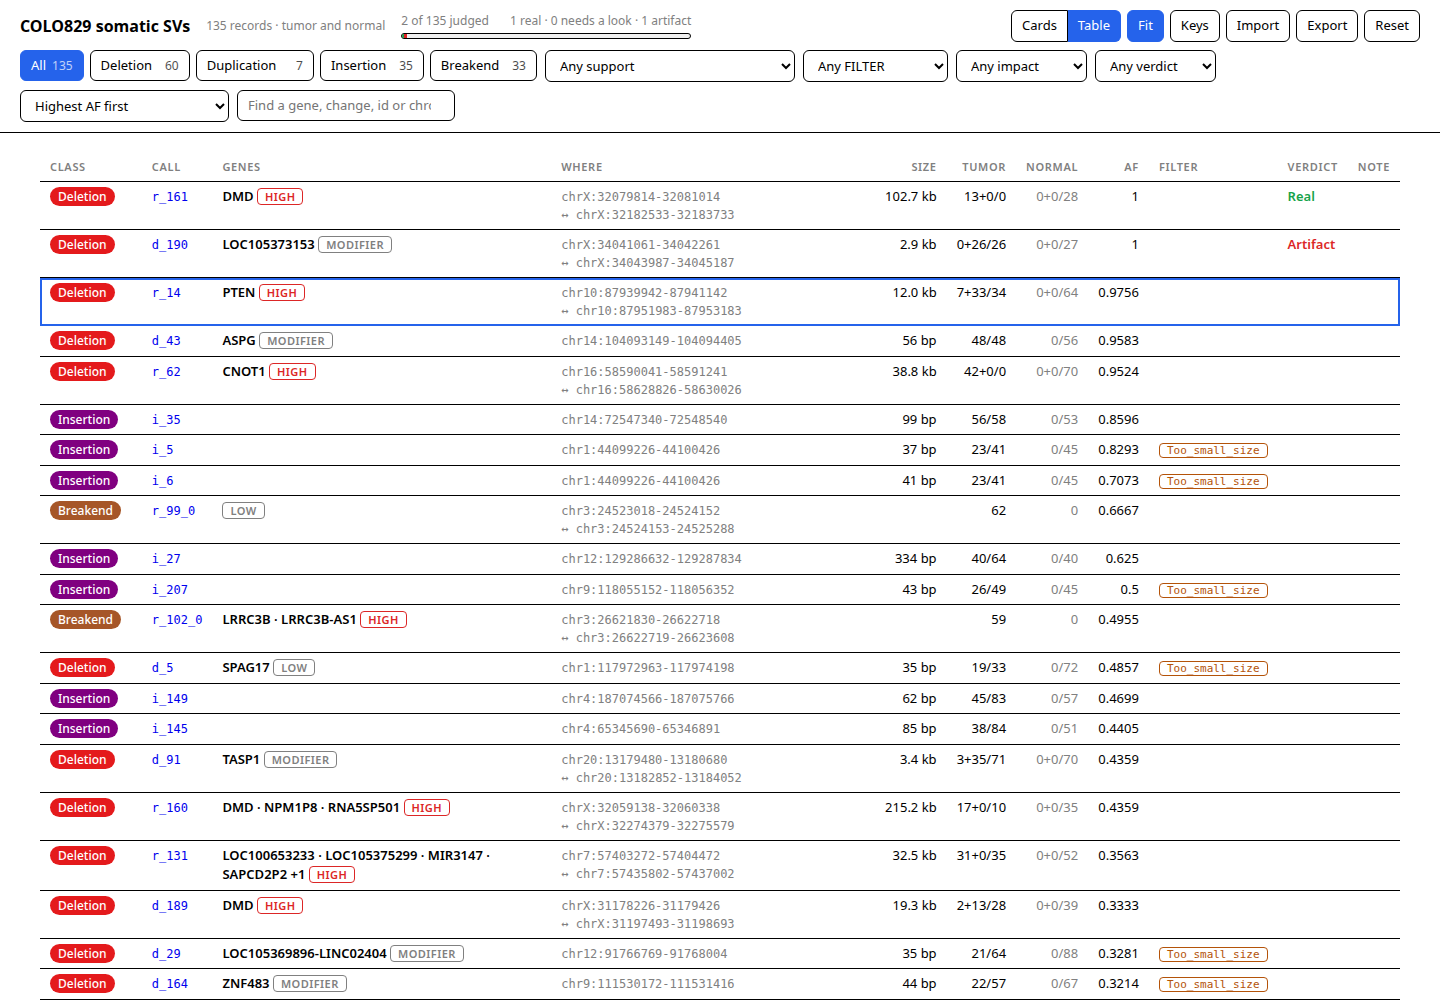 COLO829 somatic SVs 135 records · tumor and normal 2 of 135 judged 1 real · 0 needs a look · 1 artifact Cards Table Fit Keys Import Export Reset
All 135 Deletion 60 Duplication 7 Insertion 35 Breakend 33 Any support Any FILTER Any impact Any verdict
Highest AF first Find a gene, change, id or chro
CLASS CALL GENES WHERE SIZE TUMOR NORMAL AF FILTER VERDICT NOTE
Deletion r_161 DMD HIGH chrX:32079814-32081014 102.7 kb 13+0/0 0+0/28 1 Real
↔ chrX:32182533-32183733
Deletion d_190 LOC105373153 MODIFIER chrX:34041061-34042261 2.9 kb 0+26/26 0+0/27 1 Artifact
↔ chrX:34043987-34045187
Deletion r_14 PTEN HIGH chr10:87939942-87941142 12.0 kb 7+33/34 0+0/64 0.9756
↔ chr10:87951983-87953183
Deletion d_43 ASPG MODIFIER chr14:104093149-104094405 56 bp 48/48 0/56 0.9583
Deletion r_62 CNOT1 HIGH chr16:58590041-58591241 38.8 kb 42+0/0 0+0/70 0.9524
↔ chr16:58628826-58630026
Insertion i_35 chr14:72547340-72548540 99 bp 56/58 0/53 0.8596
Insertion i_5 chr1:44099226-44100426 37 bp 23/41 0/45 0.8293 Too_small_size
Insertion i_6 chr1:44099226-44100426 41 bp 23/41 0/45 0.7073 Too_small_size
Breakend r_99_0 LOW chr3:24523018-24524152 62 0 0.6667
↔ chr3:24524153-24525288
Insertion i_27 chr12:129286632-129287834 334 bp 40/64 0/40 0.625
Insertion i_207 chr9:118055152-118056352 43 bp 26/49 0/45 0.5 Too_small_size
Breakend r_102_0 LRRC3B · LRRC3B-AS1 HIGH chr3:26621830-26622718 59 0 0.4955
↔ chr3:26622719-26623608
Deletion d_5 SPAG17 LOW chr1:117972963-117974198 35 bp 19/33 0/72 0.4857 Too_small_size
Insertion i_149 chr4:187074566-187075766 62 bp 45/83 0/57 0.4699
Insertion i_145 chr4:65345690-65346891 85 bp 38/84 0/51 0.4405
Deletion d_91 TASP1 MODIFIER chr20:13179480-13180680 3.4 kb 3+35/71 0+0/70 0.4359
↔ chr20:13182852-13184052
Deletion r_160 DMD · NPM1P8 · RNA5SP501 HIGH chrX:32059138-32060338 215.2 kb 17+0/10 0+0/35 0.4359
↔ chrX:32274379-32275579
Deletion r_131 LOC100653233 · LOC105375299 · MIR3147 · chr7:57403272-57404472 32.5 kb 31+0/35 0+0/52 0.3563
SAPCD2P2 +1 HIGH ↔ chr7:57435802-57437002
Deletion d_189 DMD HIGH chrX:31178226-31179426 19.3 kb 2+13/28 0+0/39 0.3333
↔ chrX:31197493-31198693
Deletion d_29 LOC105369896-LINC02404 MODIFIER chr12:91766769-91768004 35 bp 21/64 0/88 0.3281 Too_small_size
Deletion d_164 ZNF483 MODIFIER chr9:111530172-111531416 44 bp 22/57 0/67 0.3214 Too_small_size